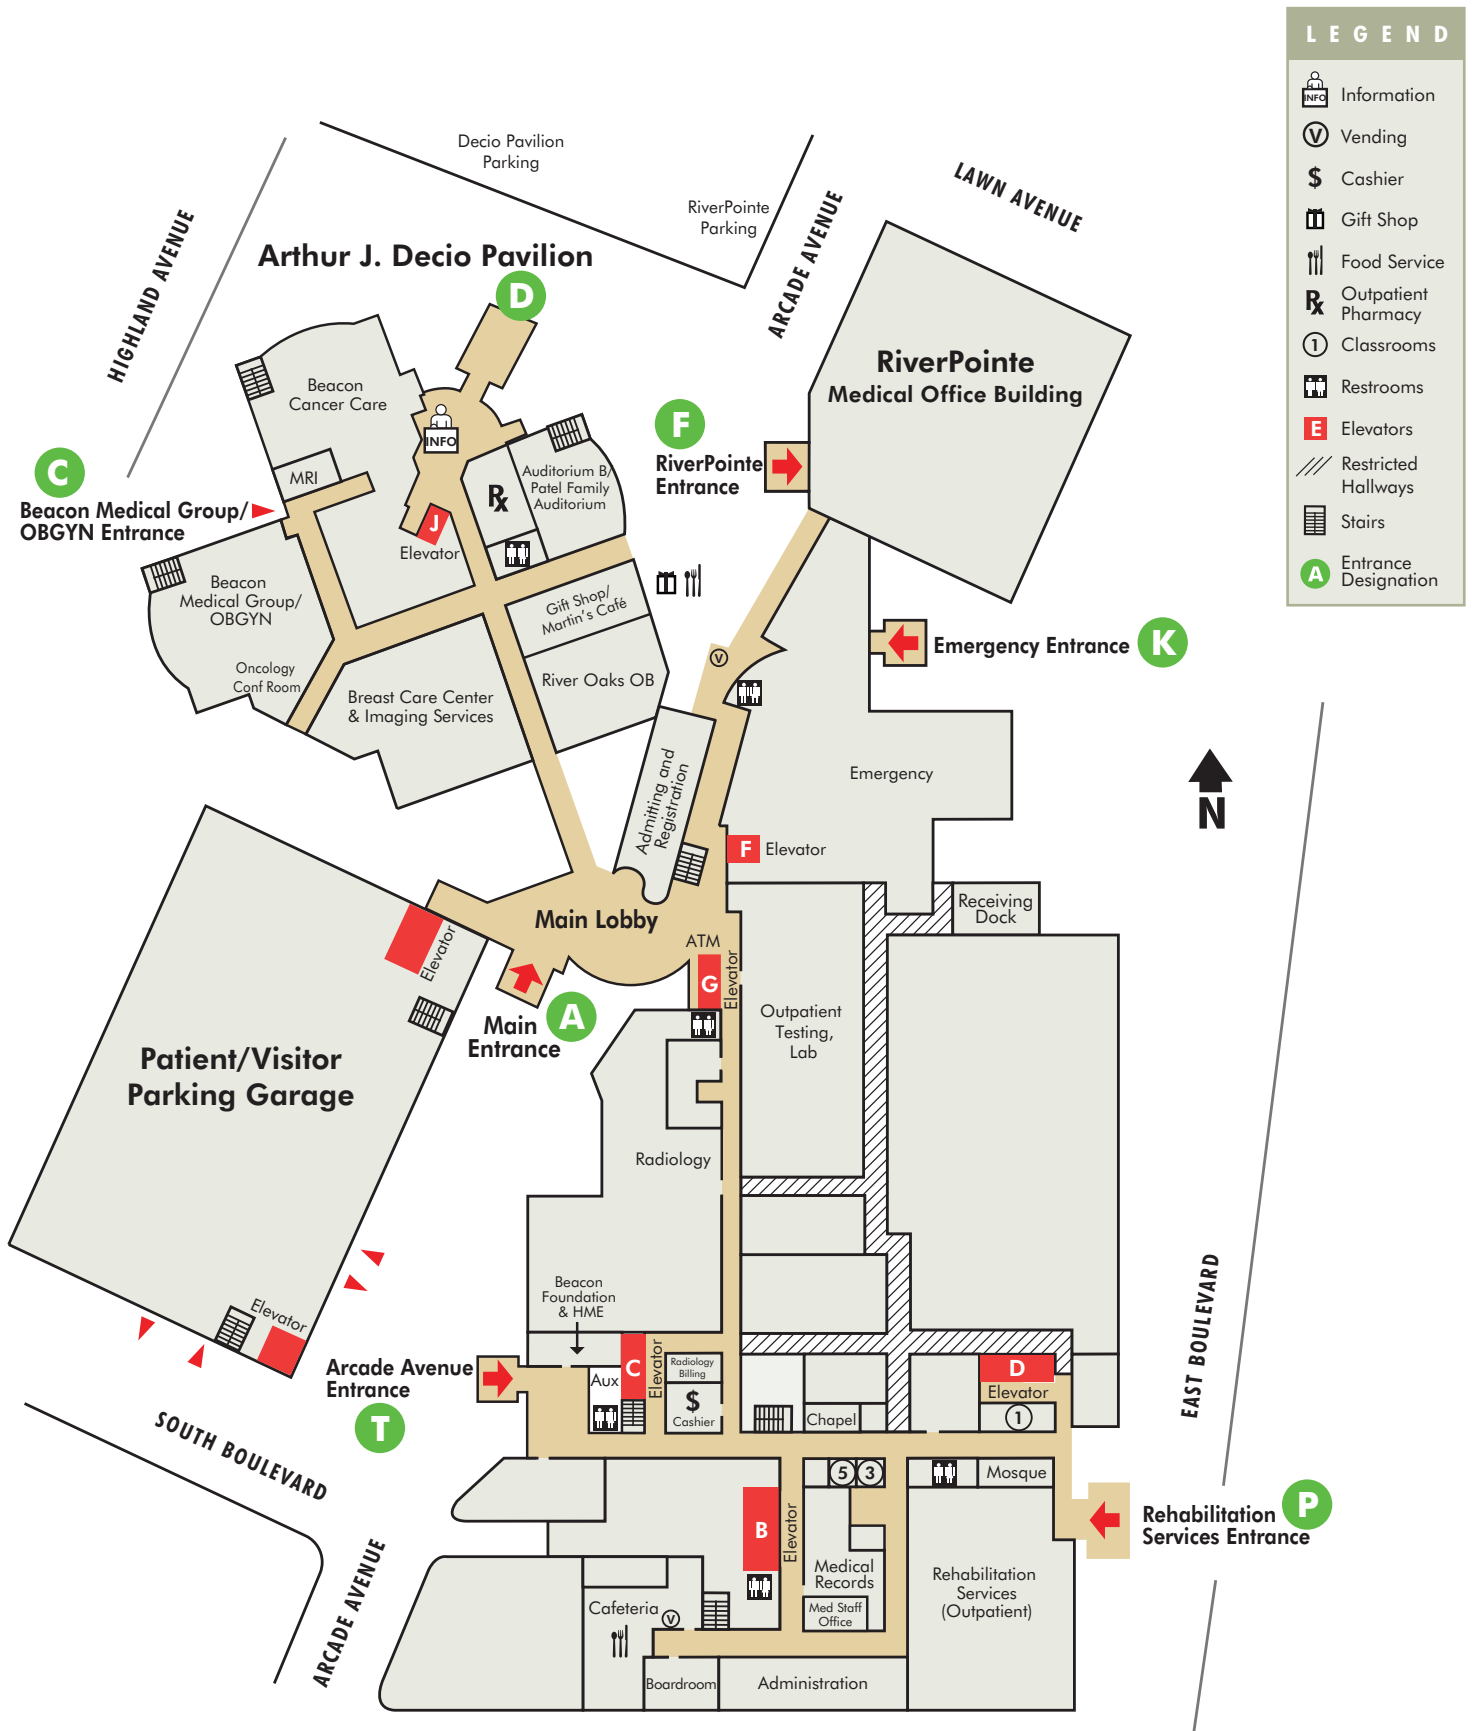 LEGEND
INFO
Information
V
Vending
$
Cashier
Gift Shop
Food Service
Rx
Outpatient
Pharmacy
1
Classrooms
Restrooms
E
Elevators
Restricted
Hallways
Stairs
A
Entrance
Designation
Decio Pavilion
Parking
RiverPointe
Parking
LAWN AVENUE
ARCADE AVENUE
HIGHLAND AVENUE
Arthur J. Decio Pavilion
D
RiverPointe
Medical Office Building
Beacon
Cancer Care
INFO
F
RiverPointe
Entrance
C
Beacon Medical Group/
OBGYN Entrance
MRI
Rx
Auditorium B/
Patel Family
Auditorium
J
Elevator
Beacon
Medical Group/
OBGYN
Gift Shop/
Martin's Café
Oncology
Conf Room
River Oaks OB
Breast Care Center
& Imaging Services
V
Emergency Entrance
K
Admitting and
Registration
Emergency
N
F
Elevator
Receiving
Dock
Main Lobby
ATM
Elevator
G
Elevator
Main
Entrance
A
Outpatient
Testing,
Lab
Patient/Visitor
Parking Garage
Radiology
Elevator
Beacon
Foundation
& HME
EAST BOULEVARD
Arcade Avenue
Entrance
T
Aux
C
Elevator
Radiology
Billing
$
Cashier
Chapel
D
Elevator
1
SOUTH BOULEVARD
5
3
Mosque
B
Elevator
Rehabilitation
Services Entrance
P
ARCADE AVENUE
Medical
Records
Rehabilitation
Services
(Outpatient)
Cafeteria
V
Med Staff
Office
Boardroom
Administration